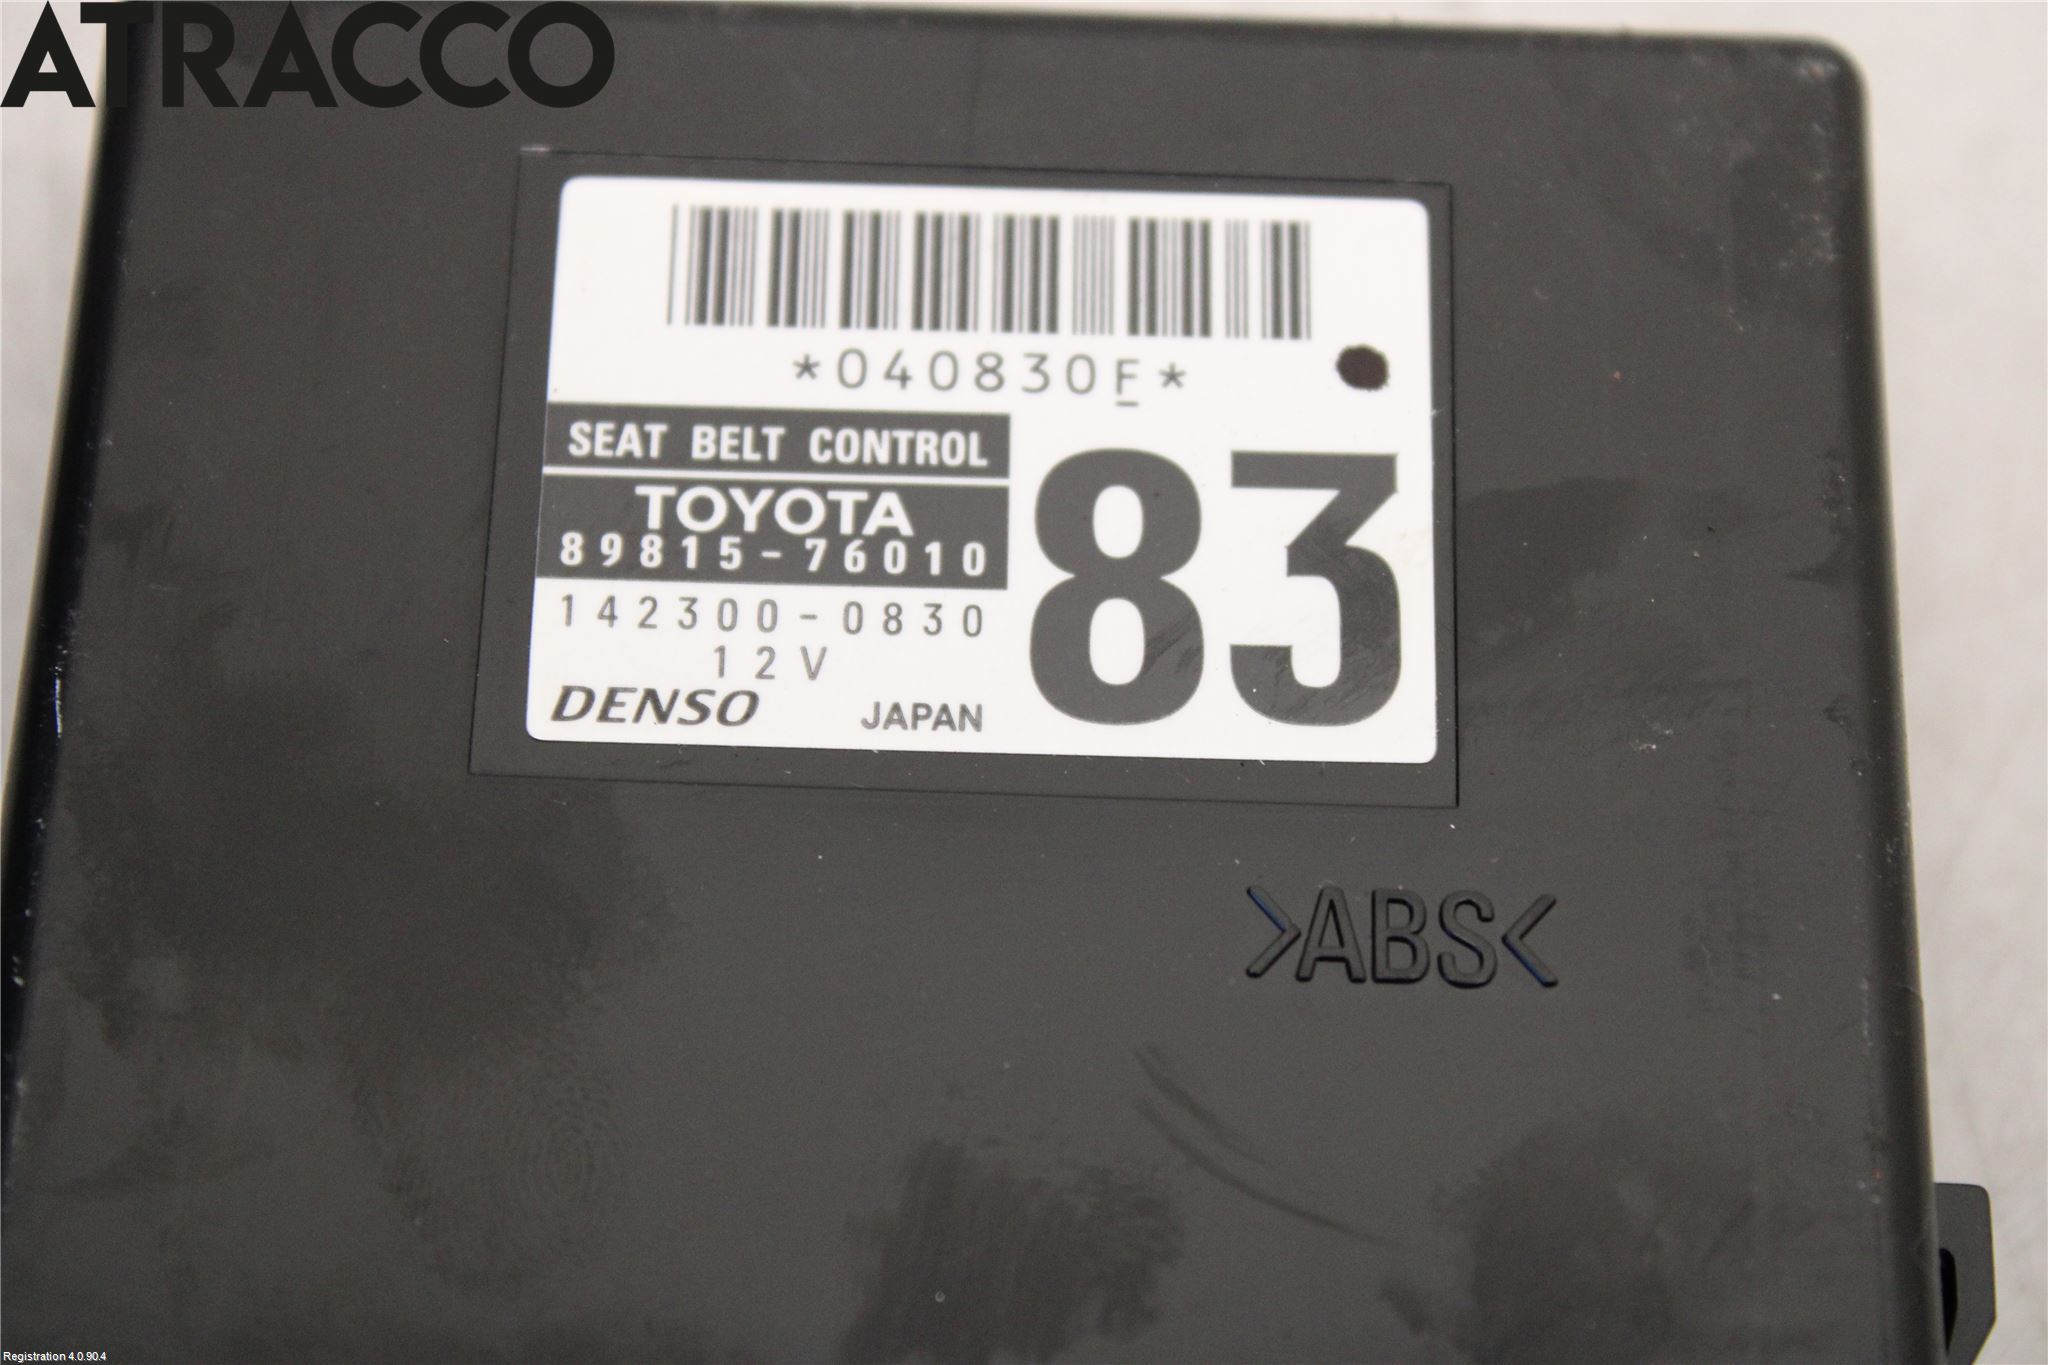 ATRACCO
*040830F*
SEAT BELT CONTROL
TOYOTA
89815-76010
83
142300-0830
12V
DENSO JAPAN
>ABS<
Registration 4.0.90.4